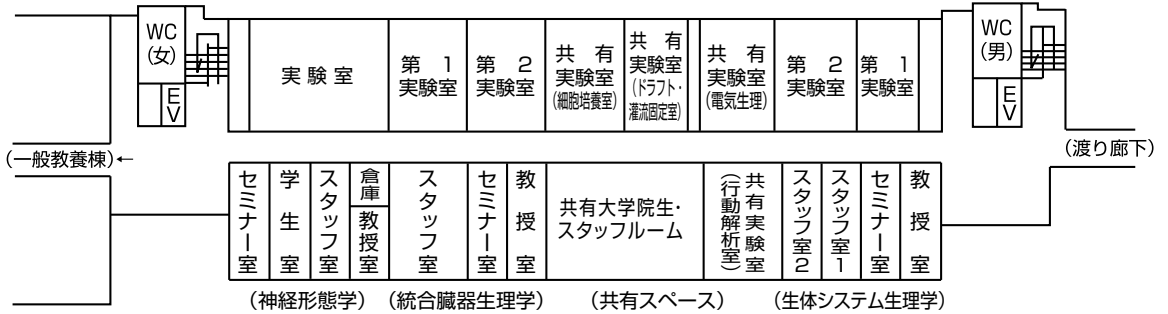 WC
(女)
EV
実験室
第1
実験室
第2
実験室
共有
実験室
(細胞培養室)
共有
実験室
(ドラフト・
灌流固定室)
共有
実験室
(電気生理)
第2
実験室
第1
実験室
WC
(男)
EV
(一般教養棟)←
(渡り廊下)
セミナー室
学生室
スタッフ室
倉庫
教授室
スタッフ室
セミナー室
教授室
共有大学院生・
スタッフルーム
共有実験室
(行動解析室)
スタッフ室2
スタッフ室1
セミナー室
教授室
(神経形態学)
(統合臓器生理学)
(共有スペース)
(生体システム生理学)